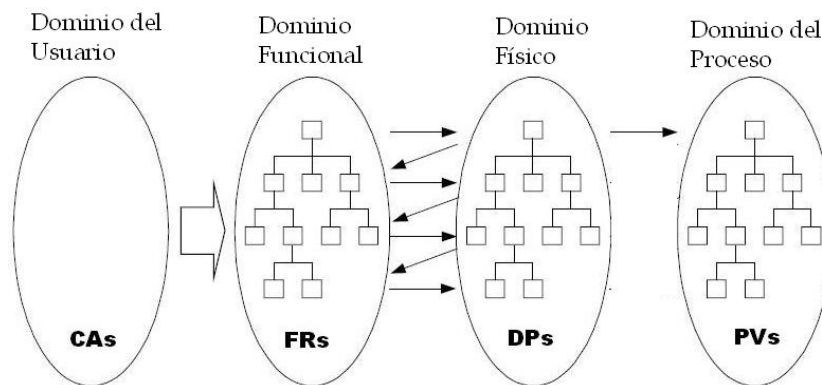 Dominio del
Usuario
Dominio
Funcional
Dominio
Físico
Dominio del
Proceso
CAs
FRs
DPs
PVs